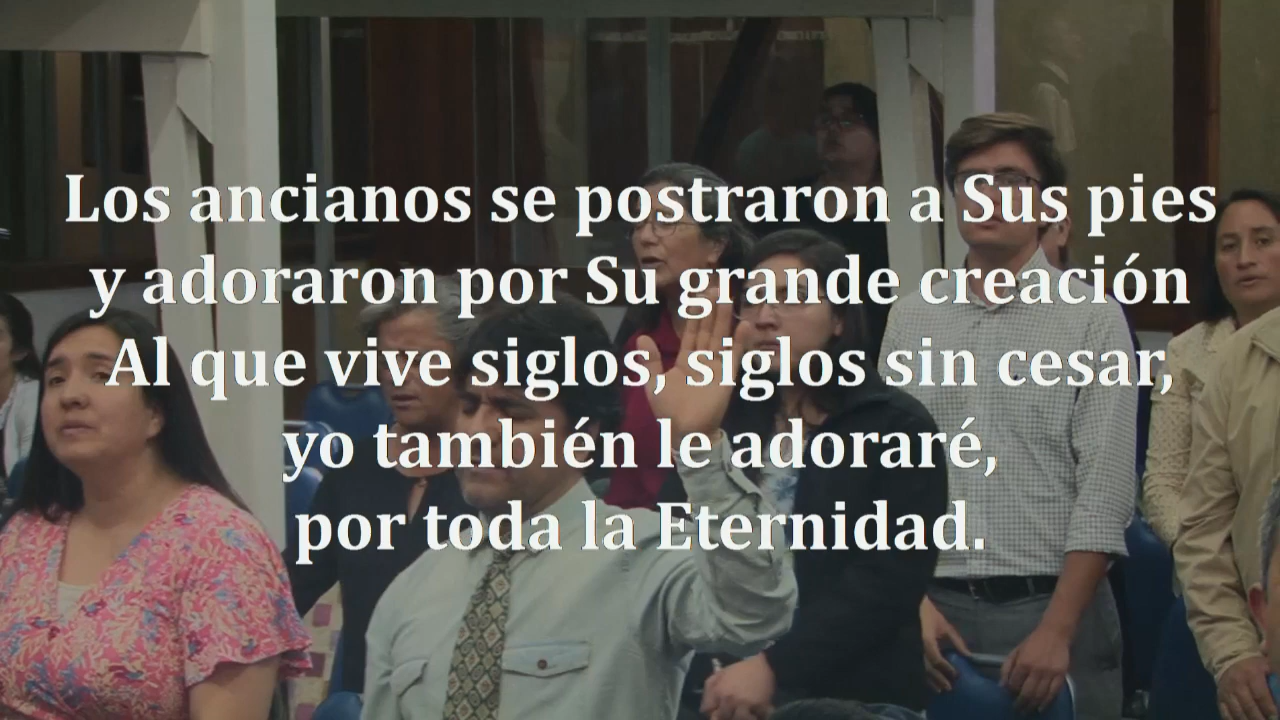 Los ancianos se postraron a Sus pies
y adoraron por Su grande creación
Al que vive siglos, siglos sin cesar,
yo también le adoraré,
por toda la Eternidad.